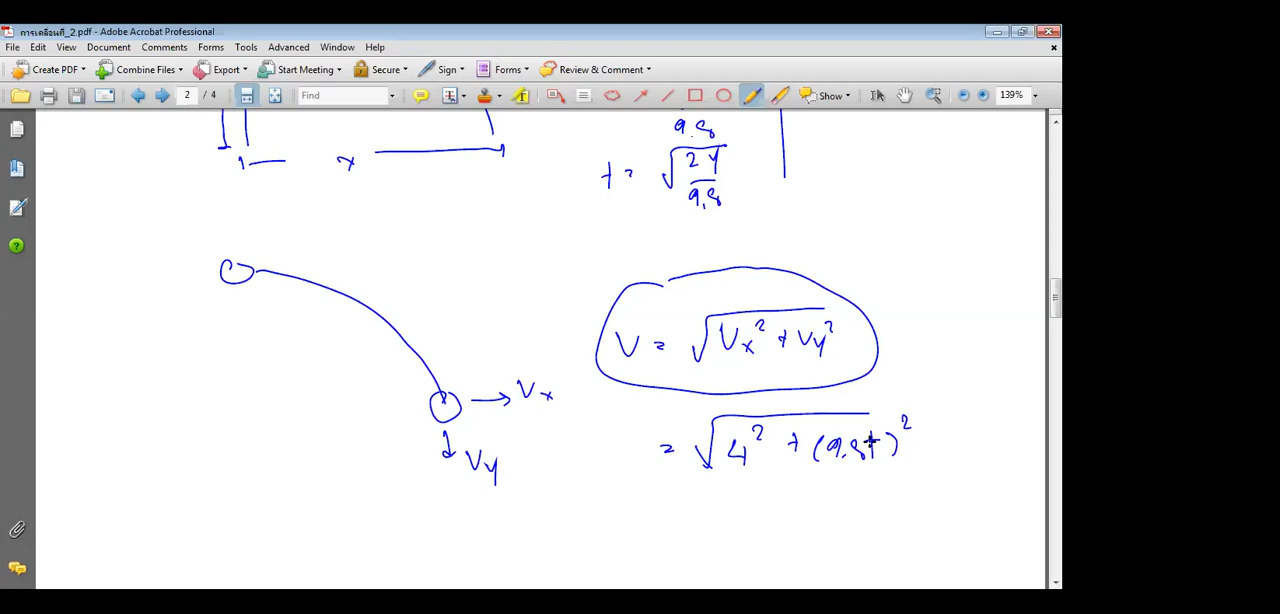 การเคลื่อนที่_2.pdf - Adobe Acrobat Professional
File Edit View Document Comments Forms Tools Advanced Window Help
Create PDF Combine Files Export Start Meeting Secure Sign Forms Review & Comment
2 / 4 Find Show 139%
9.8
x
t = √(2y/9.8)
V = √(Vx² + Vy²)
Vx
= √(4² + (9.8t)²)
Vy